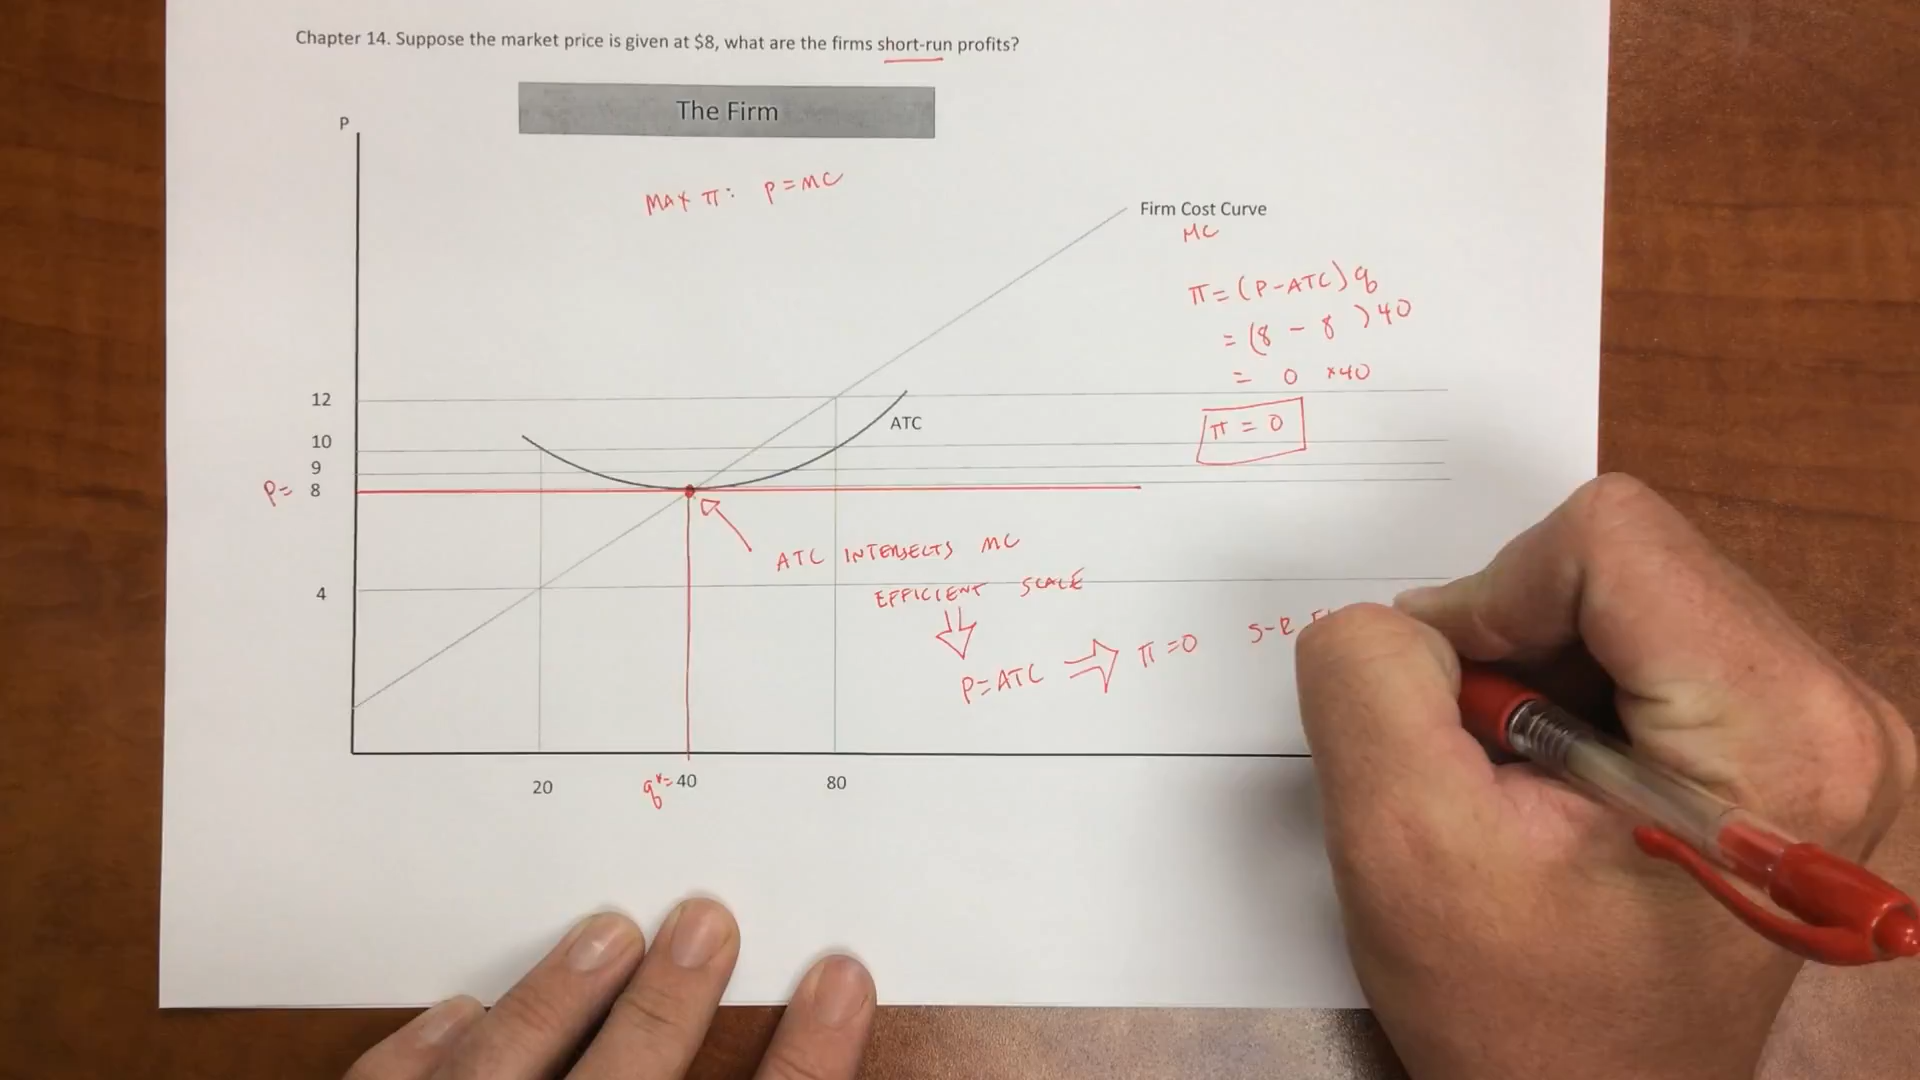 Chapter 14. Suppose the market price is given at $8, what are the firms short-run profits?
The Firm
P
MAX π: P=MC
Firm Cost Curve
MC
π=(P-ATC)q
=(8 - 8)40
= 0 ×40
π = 0
12
ATC
10
9
P= 8
ATC INTERSECTS MC
EFFICIENT SCALE
4
P=ATC ⇒ π=0 S-R
20
q*=40
80